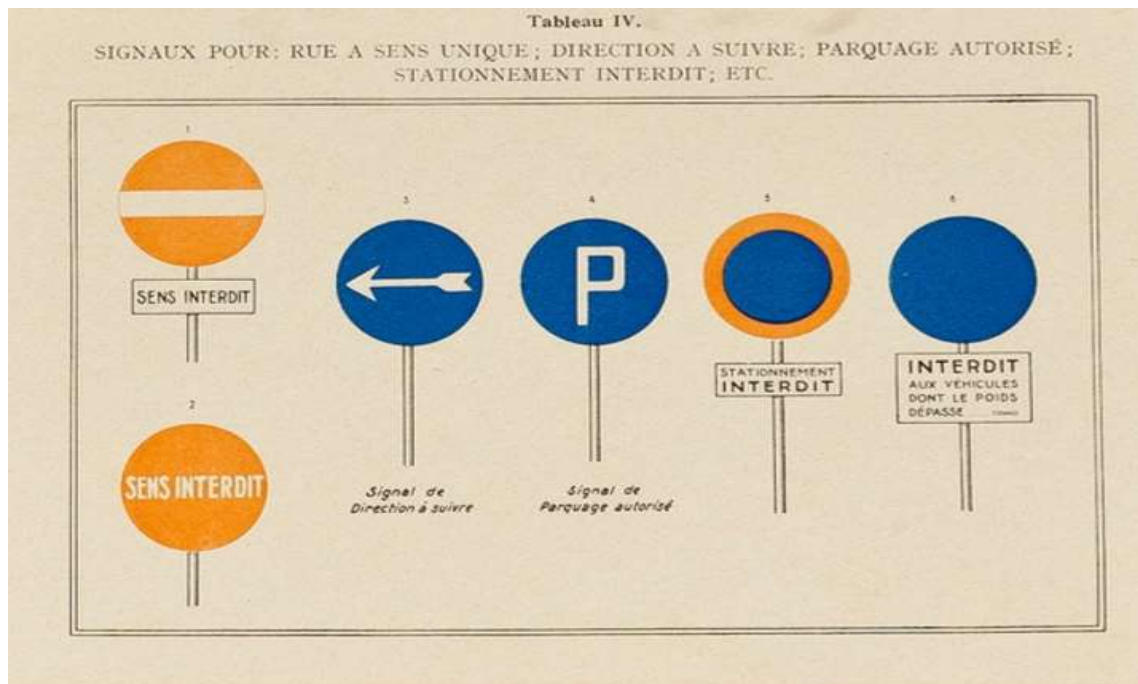 Tableau IV.
SIGNAUX POUR: RUE A SENS UNIQUE; DIRECTION A SUIVRE; PARQUAGE AUTORISÉ;
STATIONNEMENT INTERDIT; ETC.
1
SENS INTERDIT
2
SENS INTERDIT
3
Signal de
Direction à suivre
4
P
Signal de
Parquage autorisé
5
STATIONNEMENT
INTERDIT
6
INTERDIT
AUX VÉHICULES
DONT LE POIDS
DÉPASSE